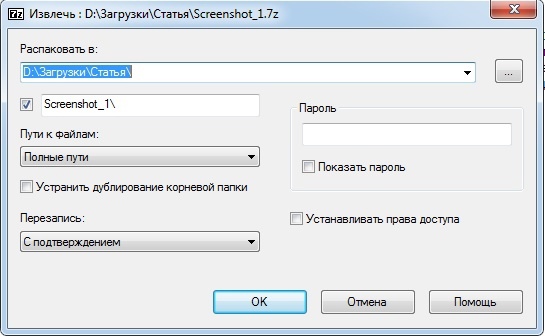 7z Извлечь : D:\Загрузки\Статья\Screenshot_1.7z
Распаковать в:
D:\Загрузки\Статья\
...
Screenshot_1\
Пароль
Пути к файлам:
Полные пути
Показать пароль
Устранить дублирование корневой папки
Перезапись:
Устанавливать права доступа
С подтверждением
OK
Отмена
Помощь